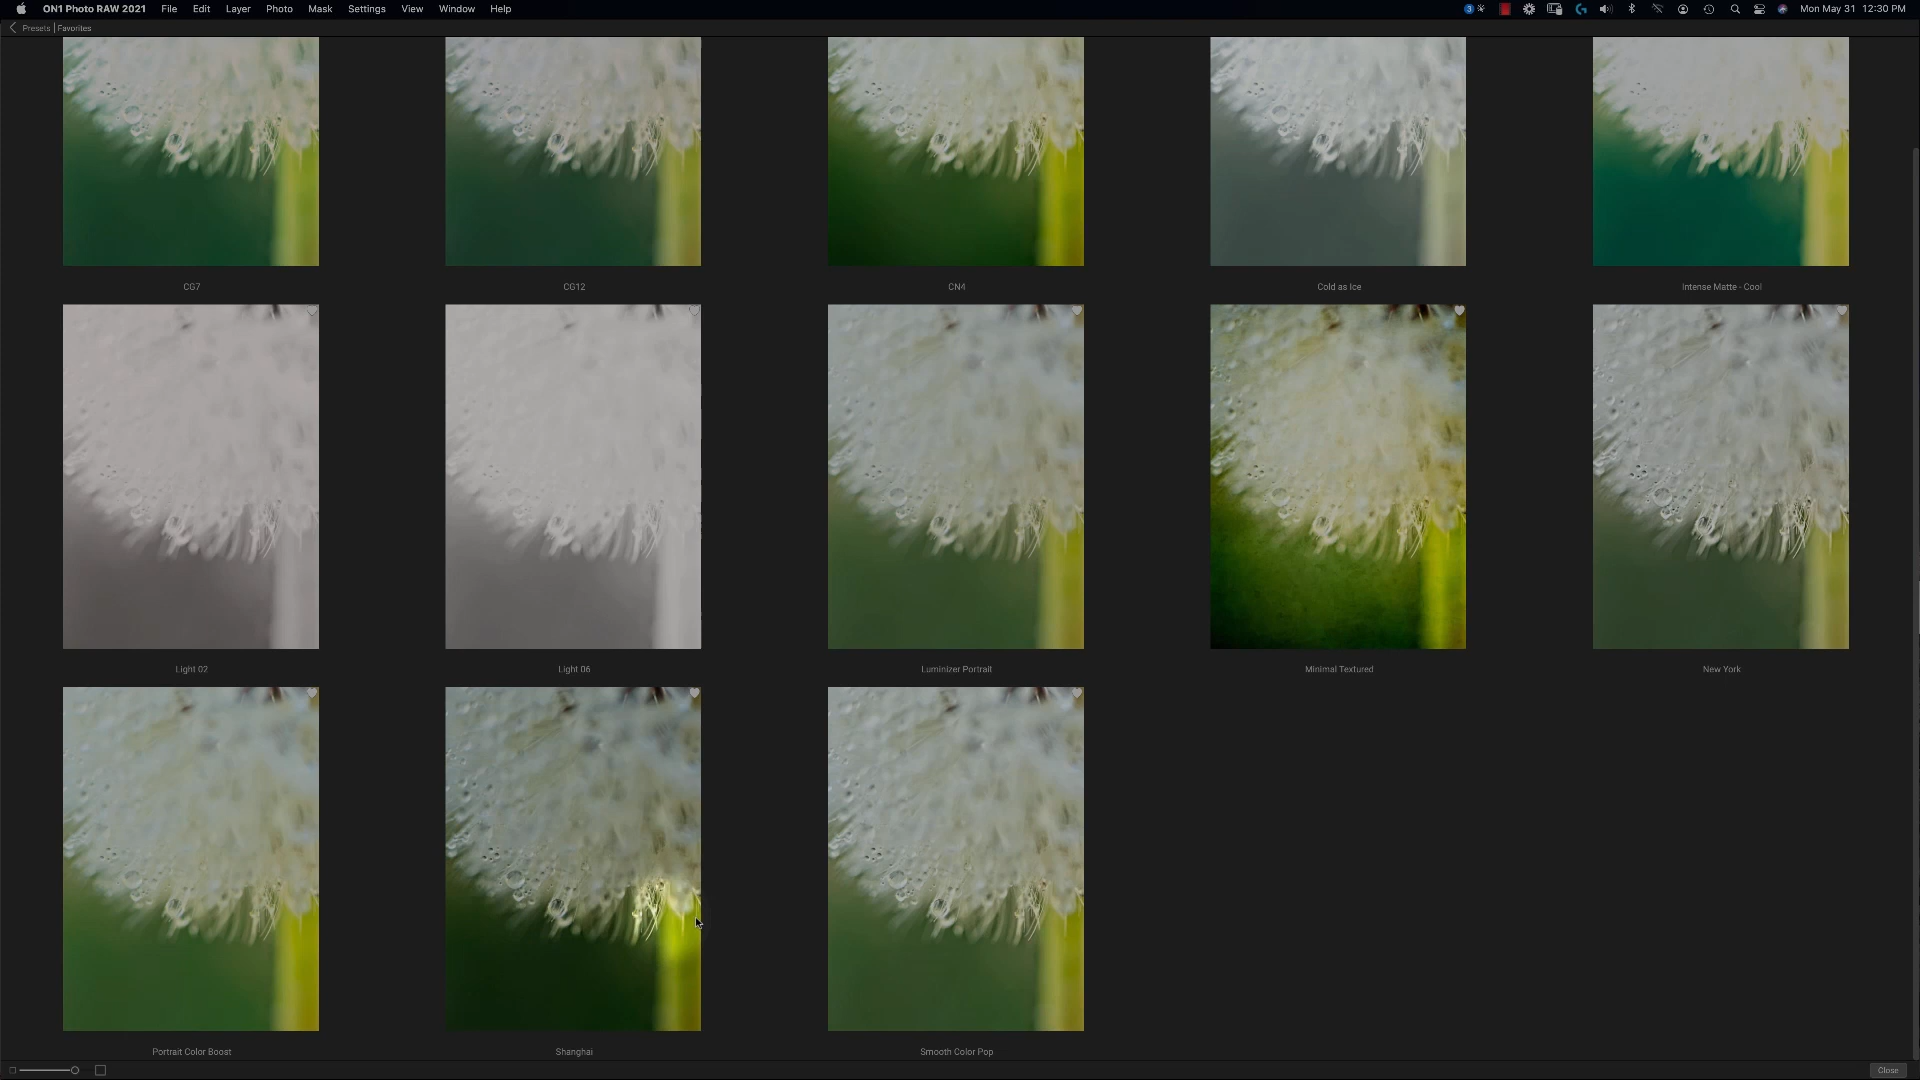 ON1 Photo RAW 2021 File Edit Layer Photo Mask Settings View Window Help 3 Mon May 31 12:30 PM
Presets | Favorites
CG7 CG12 CN4 Cold as Ice Intense Matte - Cool
Light 02 Light 06 Luminizer Portrait Minimal Textured New York
Portrait Color Boost Shanghai Smooth Color Pop
Close